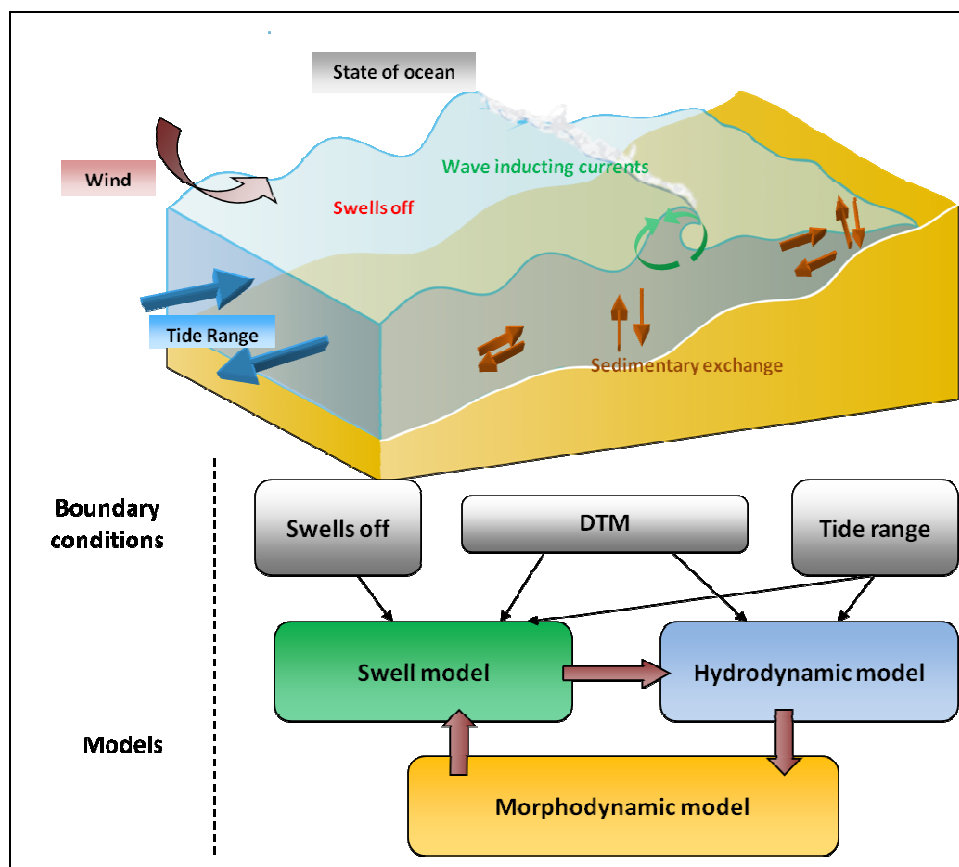 State of ocean
Wind
Wave inducting currents
Swells off
Tide Range
Sedimentary exchange
Boundary
conditions
Swells off
DTM
Tide range
Swell model
Hydrodynamic model
Models
Morphodynamic model